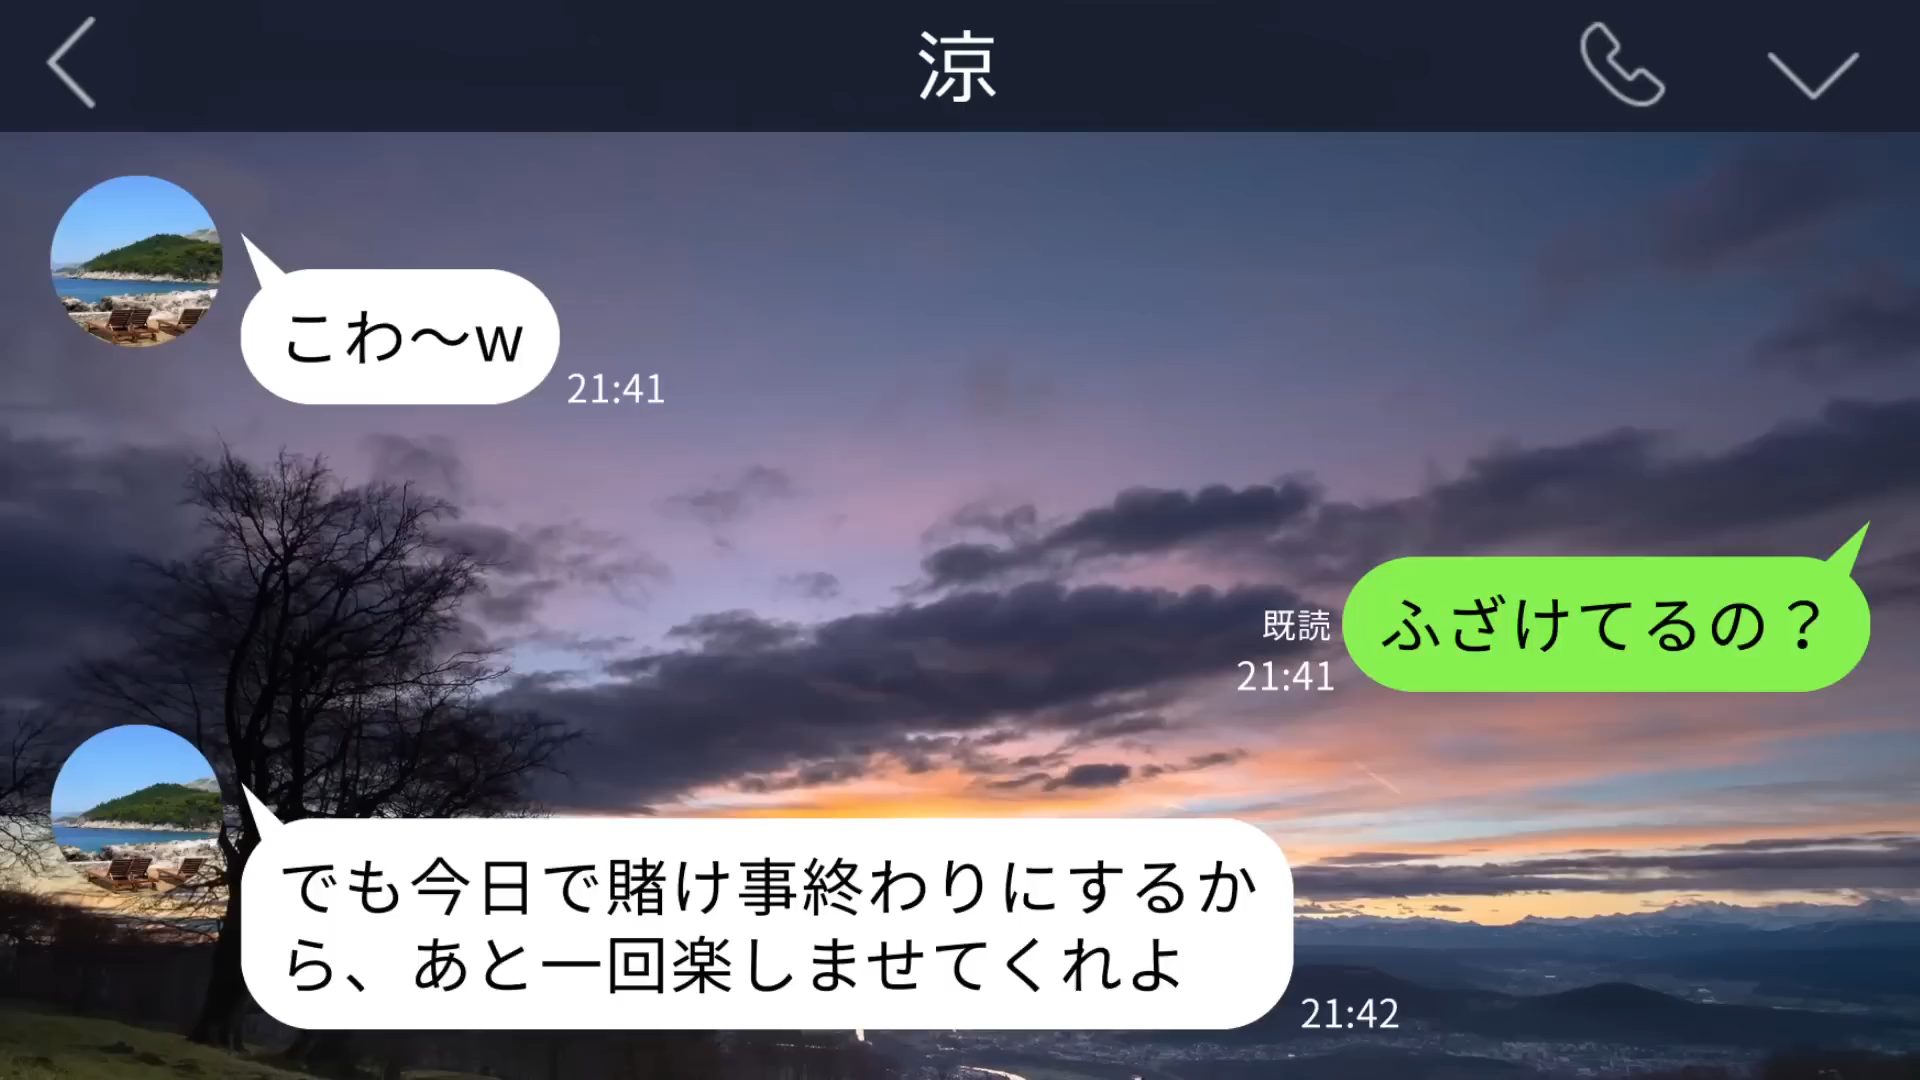 涼
こわ〜w
21:41
ふざけてるの？
既読
21:41
でも今日で賭け事終わりにするか
ら、あと一回楽しませてくれよ
21:42